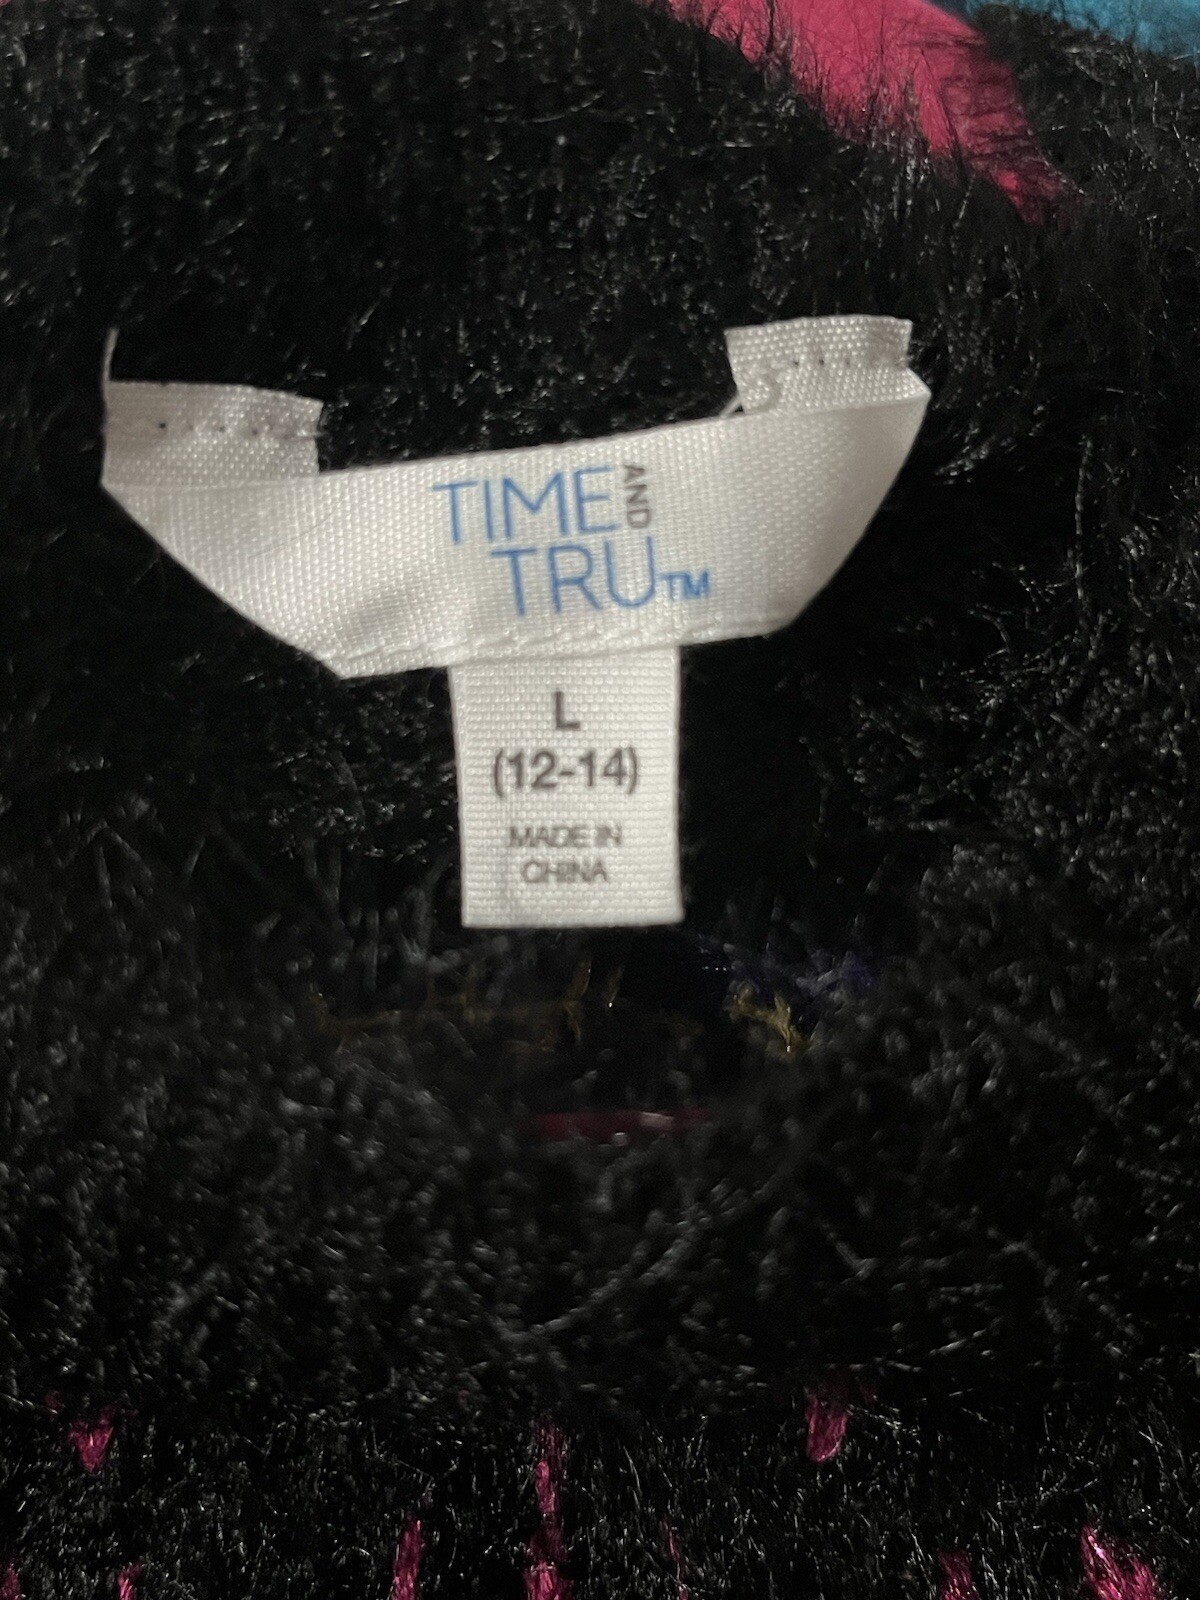 TIME AND
TRU™
L
(12-14)
MADE IN
CHINA